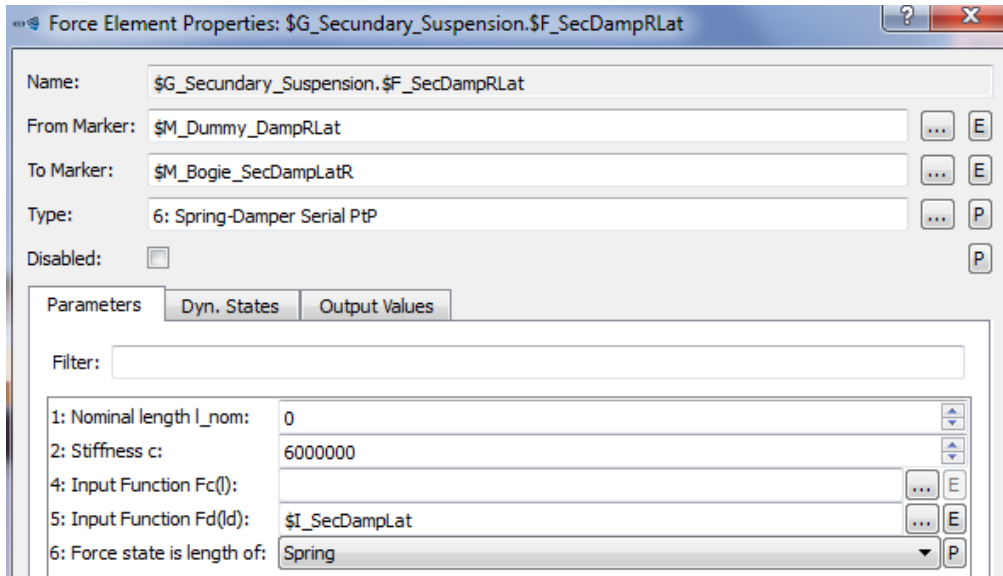 Force Element Properties: $G_Secundary_Suspension.$F_SecDampRLat ? X
Name: $G_Secundary_Suspension.$F_SecDampRLat
From Marker: $M_Dummy_DampRLat ... E
To Marker: $M_Bogie_SecDampLatR ... E
Type: 6: Spring-Damper Serial PtP ... P
Disabled: P
Parameters Dyn. States Output Values
Filter:
1: Nominal length l_nom: 0
2: Stiffness c: 6000000
4: Input Function Fc(l): ... E
5: Input Function Fd(ld): $I_SecDampLat ... E
6: Force state is length of: Spring P